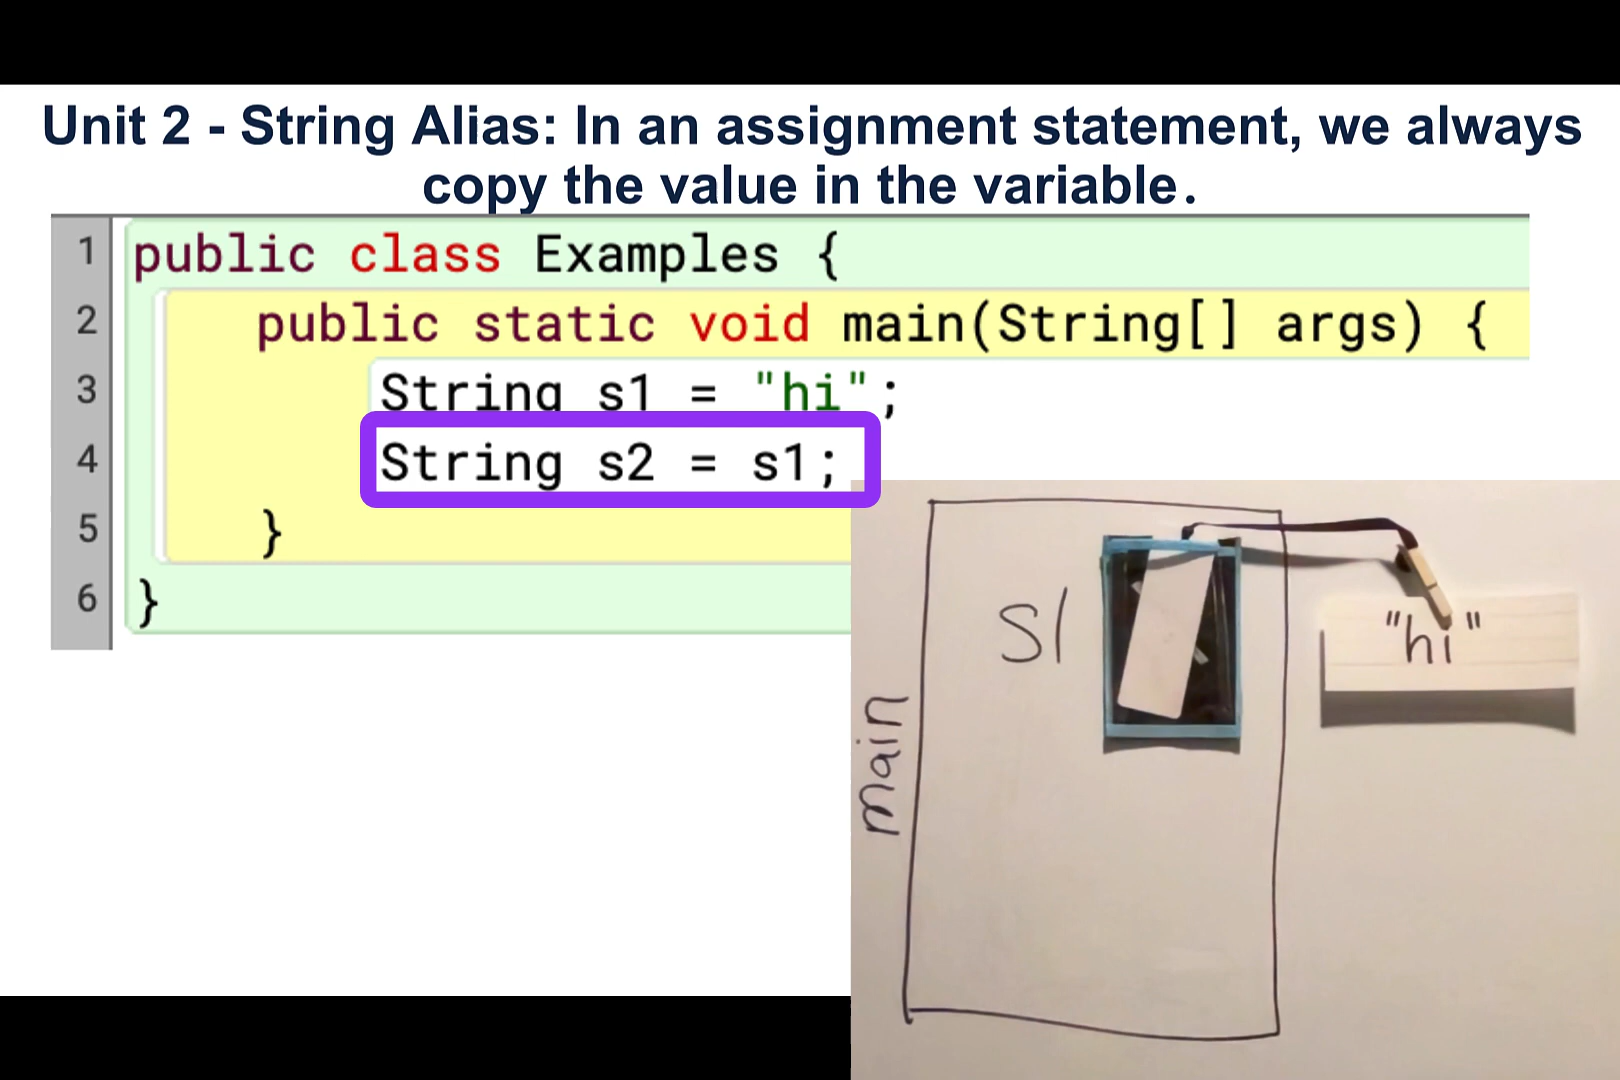 Unit 2 - String Alias: In an assignment statement, we always
copy the value in the variable.
1 public class Examples {
2 public static void main(String[] args) {
3 String s1 = "hi";
4 String s2 = s1;
5 }
6 }
main
S1
"hi"